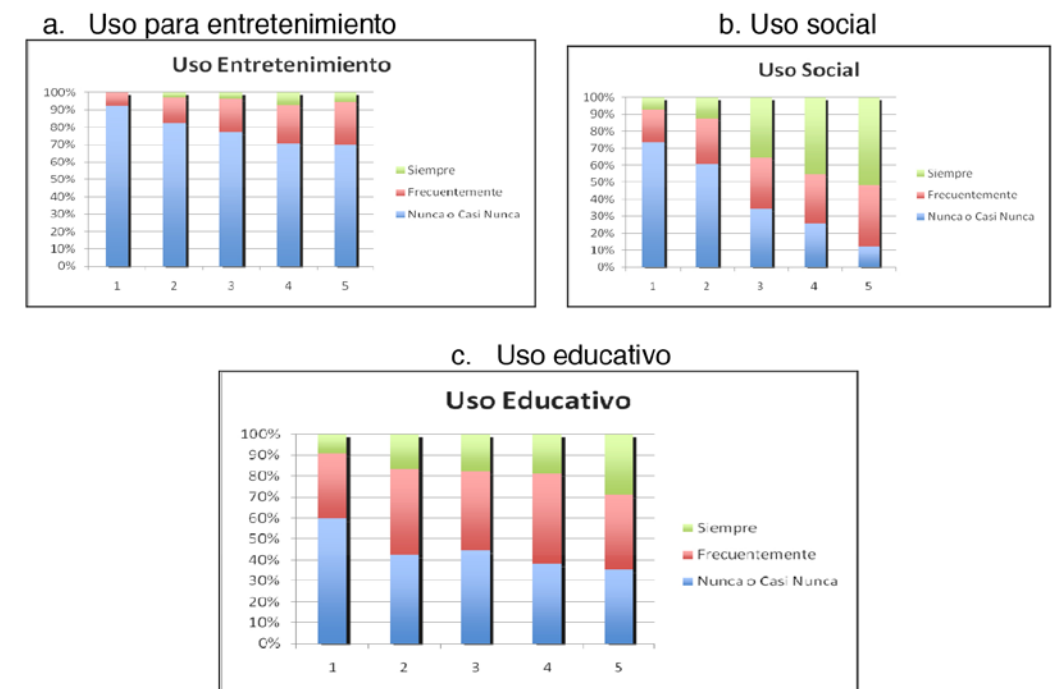 a. Uso para entretenimiento
Uso Entretenimiento
100%
90%
80%
70%
60%
50%
40%
30%
20%
10%
0%
1 2 3 4 5
Siempre
Frecuentemente
Nunca o Casi Nunca
b. Uso social
Uso Social
100%
90%
80%
70%
60%
50%
40%
30%
20%
10%
0%
1 2 3 4 5
Siempre
Frecuentemente
Nunca o Casi Nunca
c. Uso educativo
Uso Educativo
100%
90%
80%
70%
60%
50%
40%
30%
20%
10%
0%
1 2 3 4 5
Siempre
Frecuentemente
Nunca o Casi Nunca